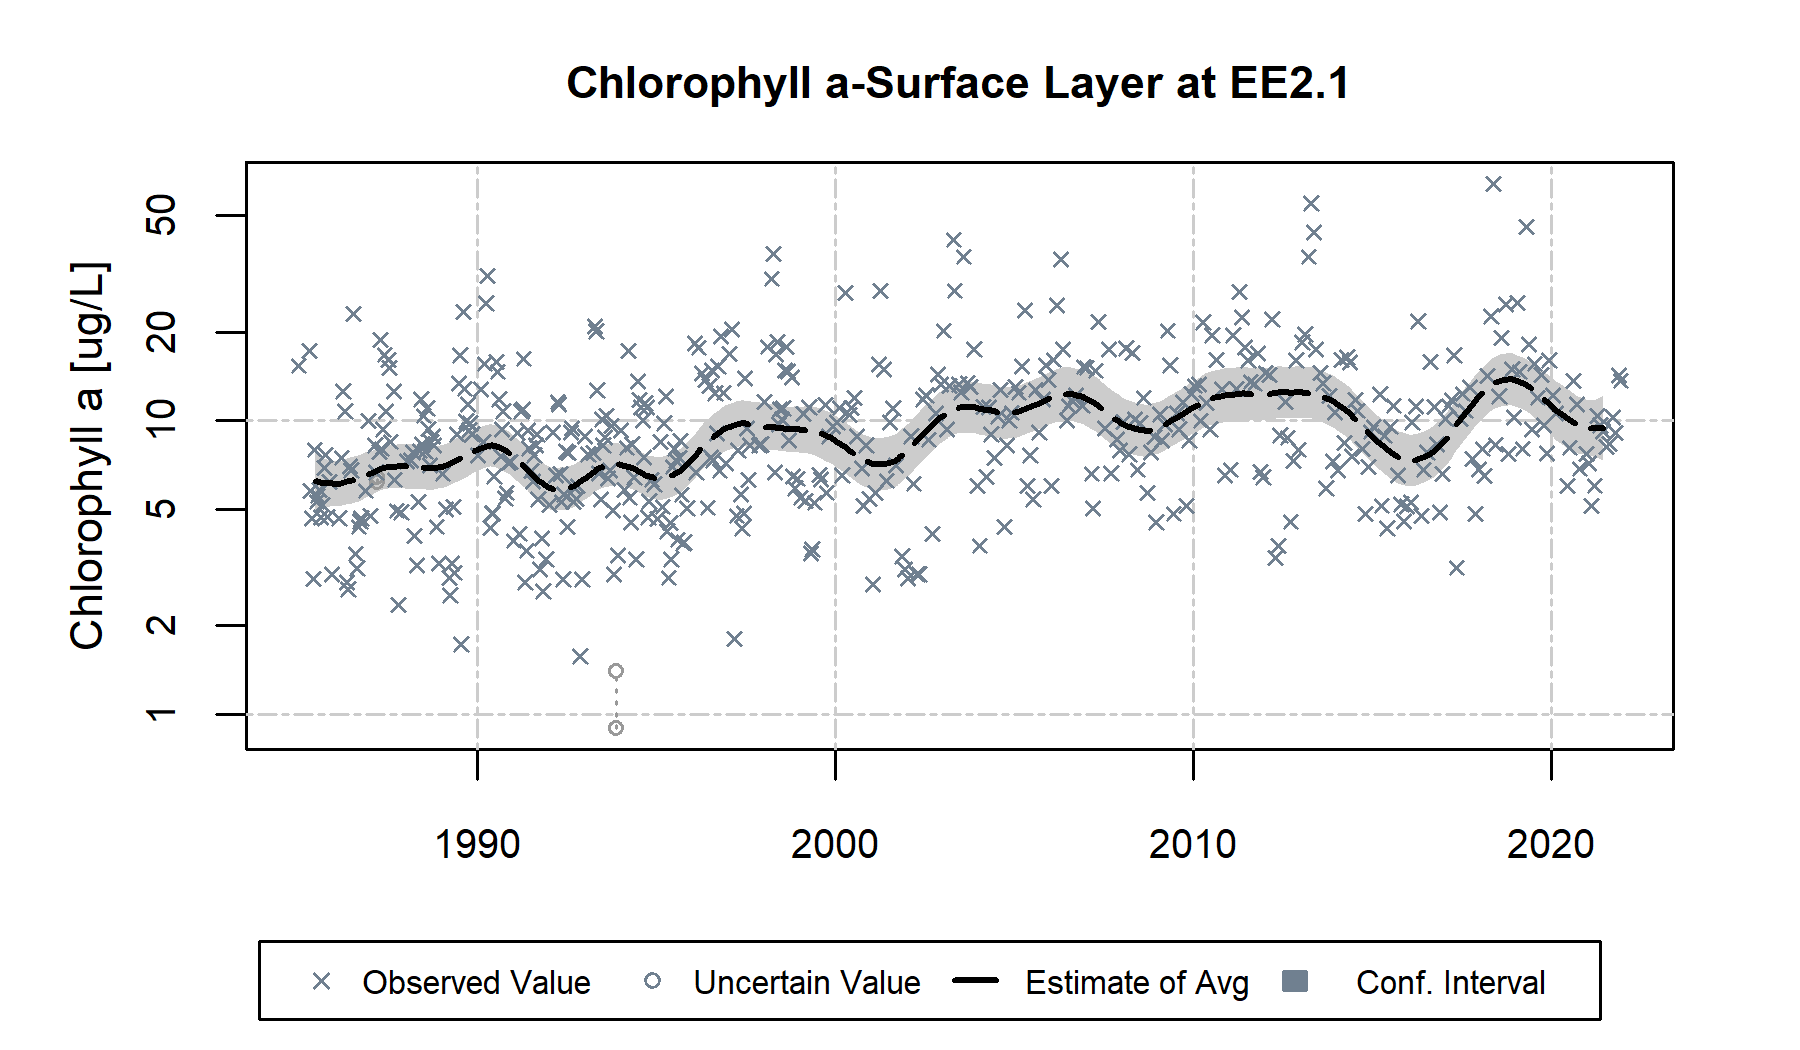 Chlorophyll a-Surface Layer at EE2.1
Chlorophyll a [ug/L]
50
20
10
5
2
1
1990 2000 2010 2020
Observed Value Uncertain Value Estimate of Avg Conf. Interval